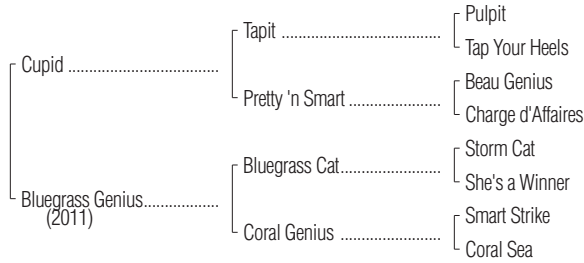 Pulpit
Tapit ..............................
Tap Your Heels
Cupid ..................................
Beau Genius
Pretty 'n Smart ...................
Charge d'Affaires
Storm Cat
Bluegrass Cat....................
She's a Winner
Bluegrass Genius.................
(2011)
Smart Strike
Coral Genius ....................
Coral Sea